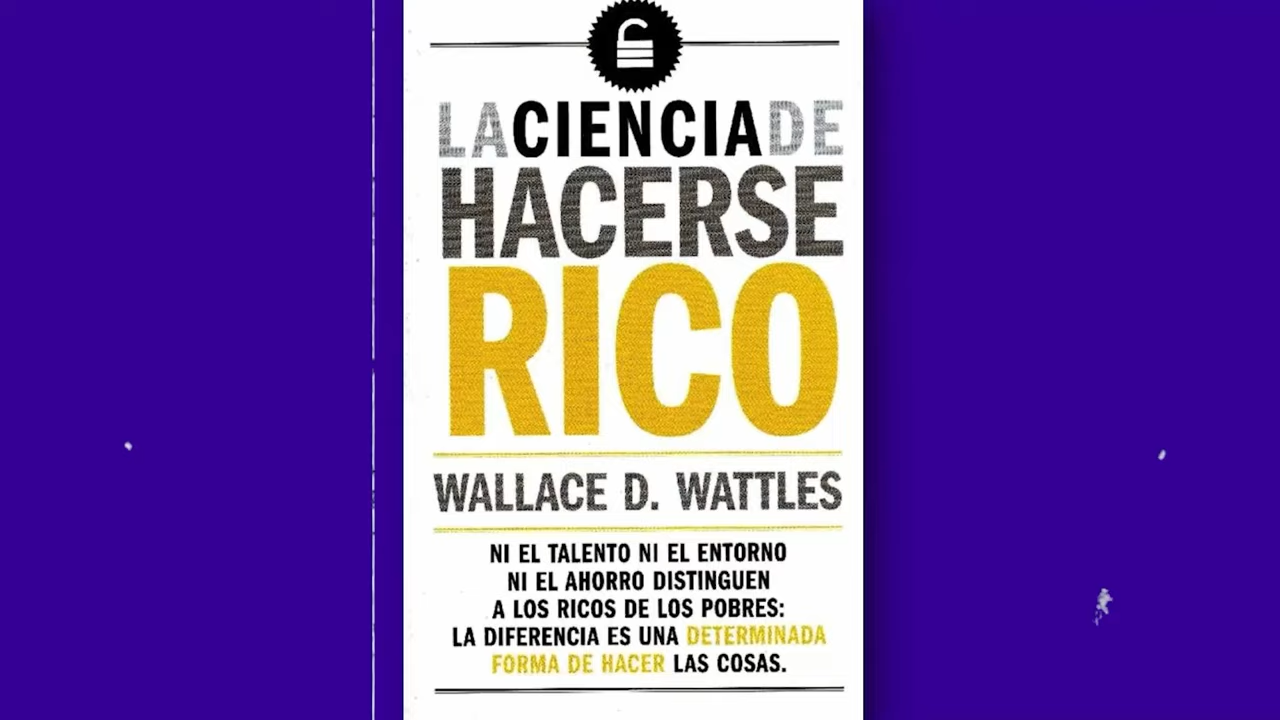 LA CIENCIA DE
HACERSE
RICO
WALLACE D. WATTLES
NI EL TALENTO NI EL ENTORNO
NI EL AHORRO DISTINGUEN
A LOS RICOS DE LOS POBRES:
LA DIFERENCIA ES UNA DETERMINADA
FORMA DE HACER LAS COSAS.